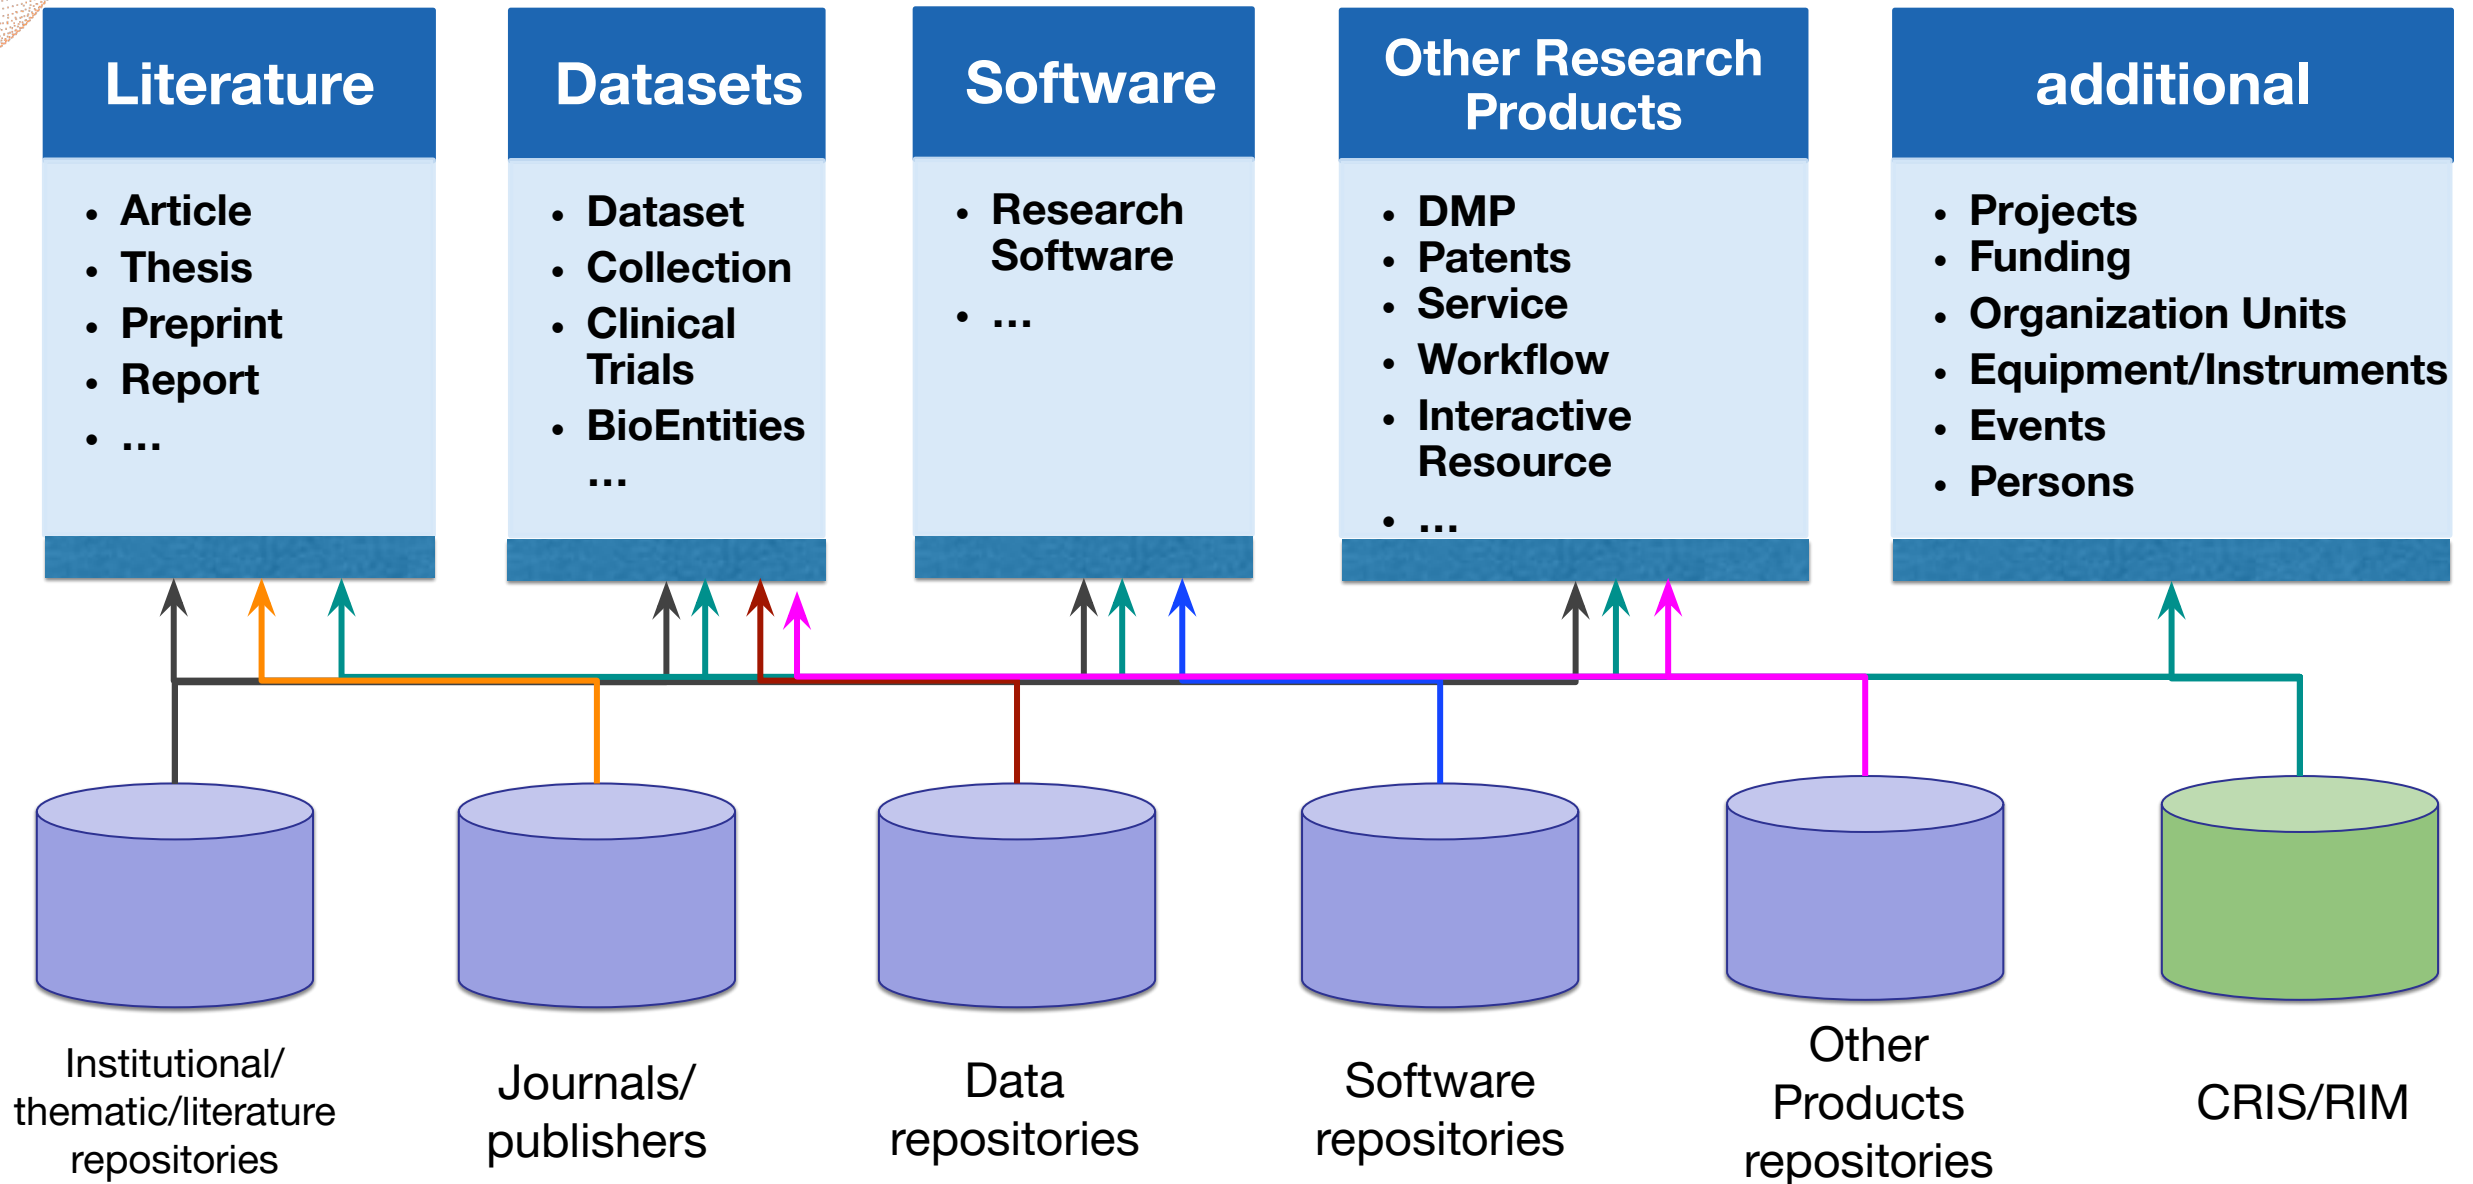 Literature
• Article
• Thesis
• Preprint
• Report
• ...
Datasets
• Dataset
• Collection
• Clinical
Trials
• BioEntities
...
Software
• Research
Software
• ...
Other Research
Products
• DMP
• Patents
• Service
• Workflow
• Interactive
Resource
• ...
additional
• Projects
• Funding
• Organization Units
• Equipment/Instruments
• Events
• Persons
Institutional/
thematic/literature
repositories
Journals/
publishers
Data
repositories
Software
repositories
Other
Products
repositories
CRIS/RIM